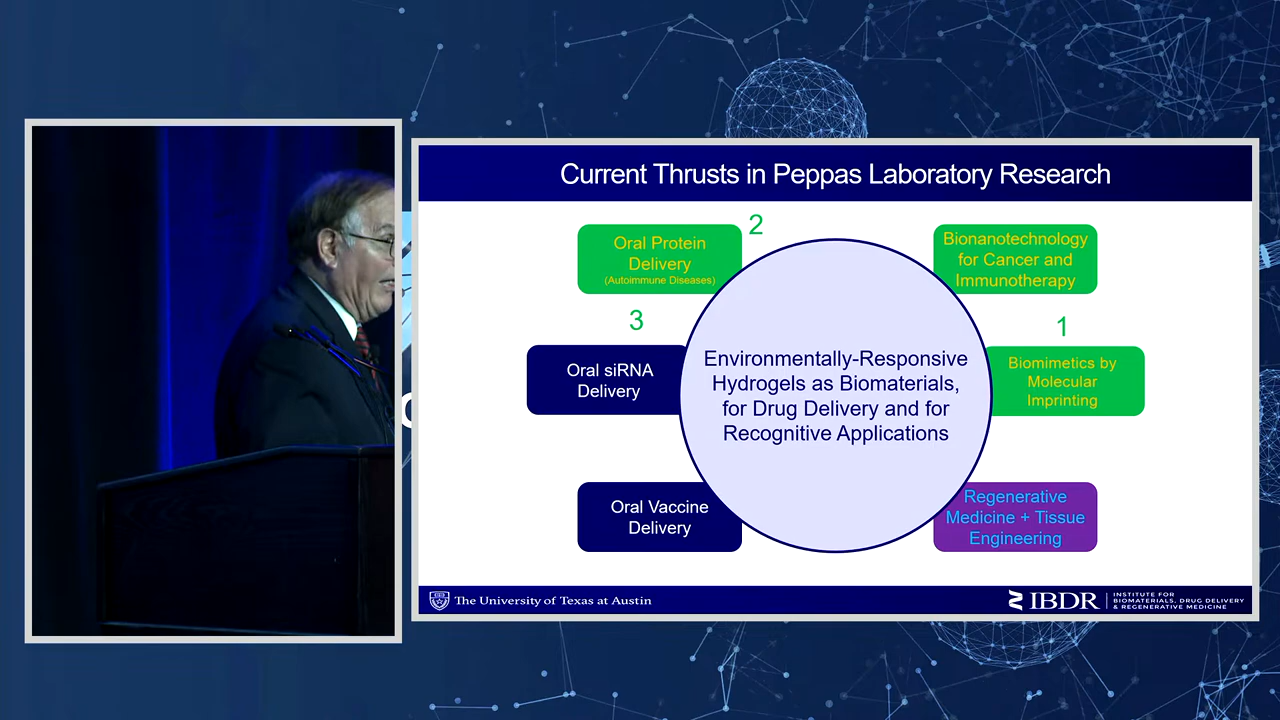 Current Thrusts in Peppas Laboratory Research
2
Oral Protein
Delivery
(Autoimmune Diseases)
Bionanotechnology
for Cancer and
Immunotherapy
3
1
Oral siRNA
Delivery
Environmentally-Responsive
Hydrogels as Biomaterials,
for Drug Delivery and for
Recognitive Applications
Biomimetics by
Molecular
Imprinting
Oral Vaccine
Delivery
Regenerative
Medicine + Tissue
Engineering
The University of Texas at Austin
IBDR
INSTITUTE FOR
BIOMATERIALS, DRUG DELIVERY
& REGENERATIVE MEDICINE